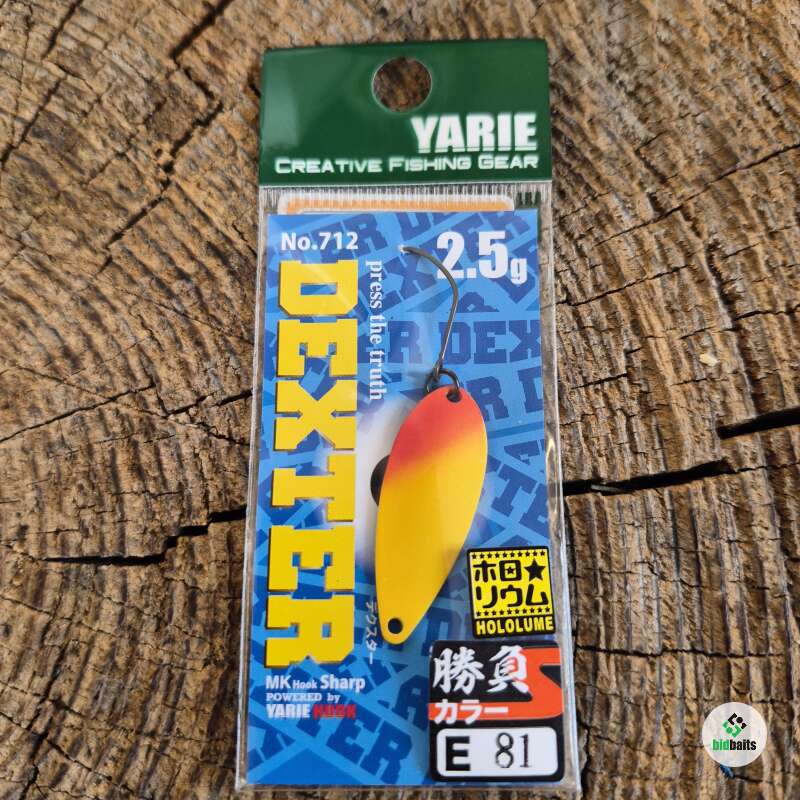 YARIE
CREATIVE FISHING GEAR
No.712
2.5g
DEXTER
press the truth
デクスター
MK Hook Sharp
POWERED by
YARIE HOOK
ホロ★
リウム
HOLOLUME
勝負S
カラー
E 81
bidbaits